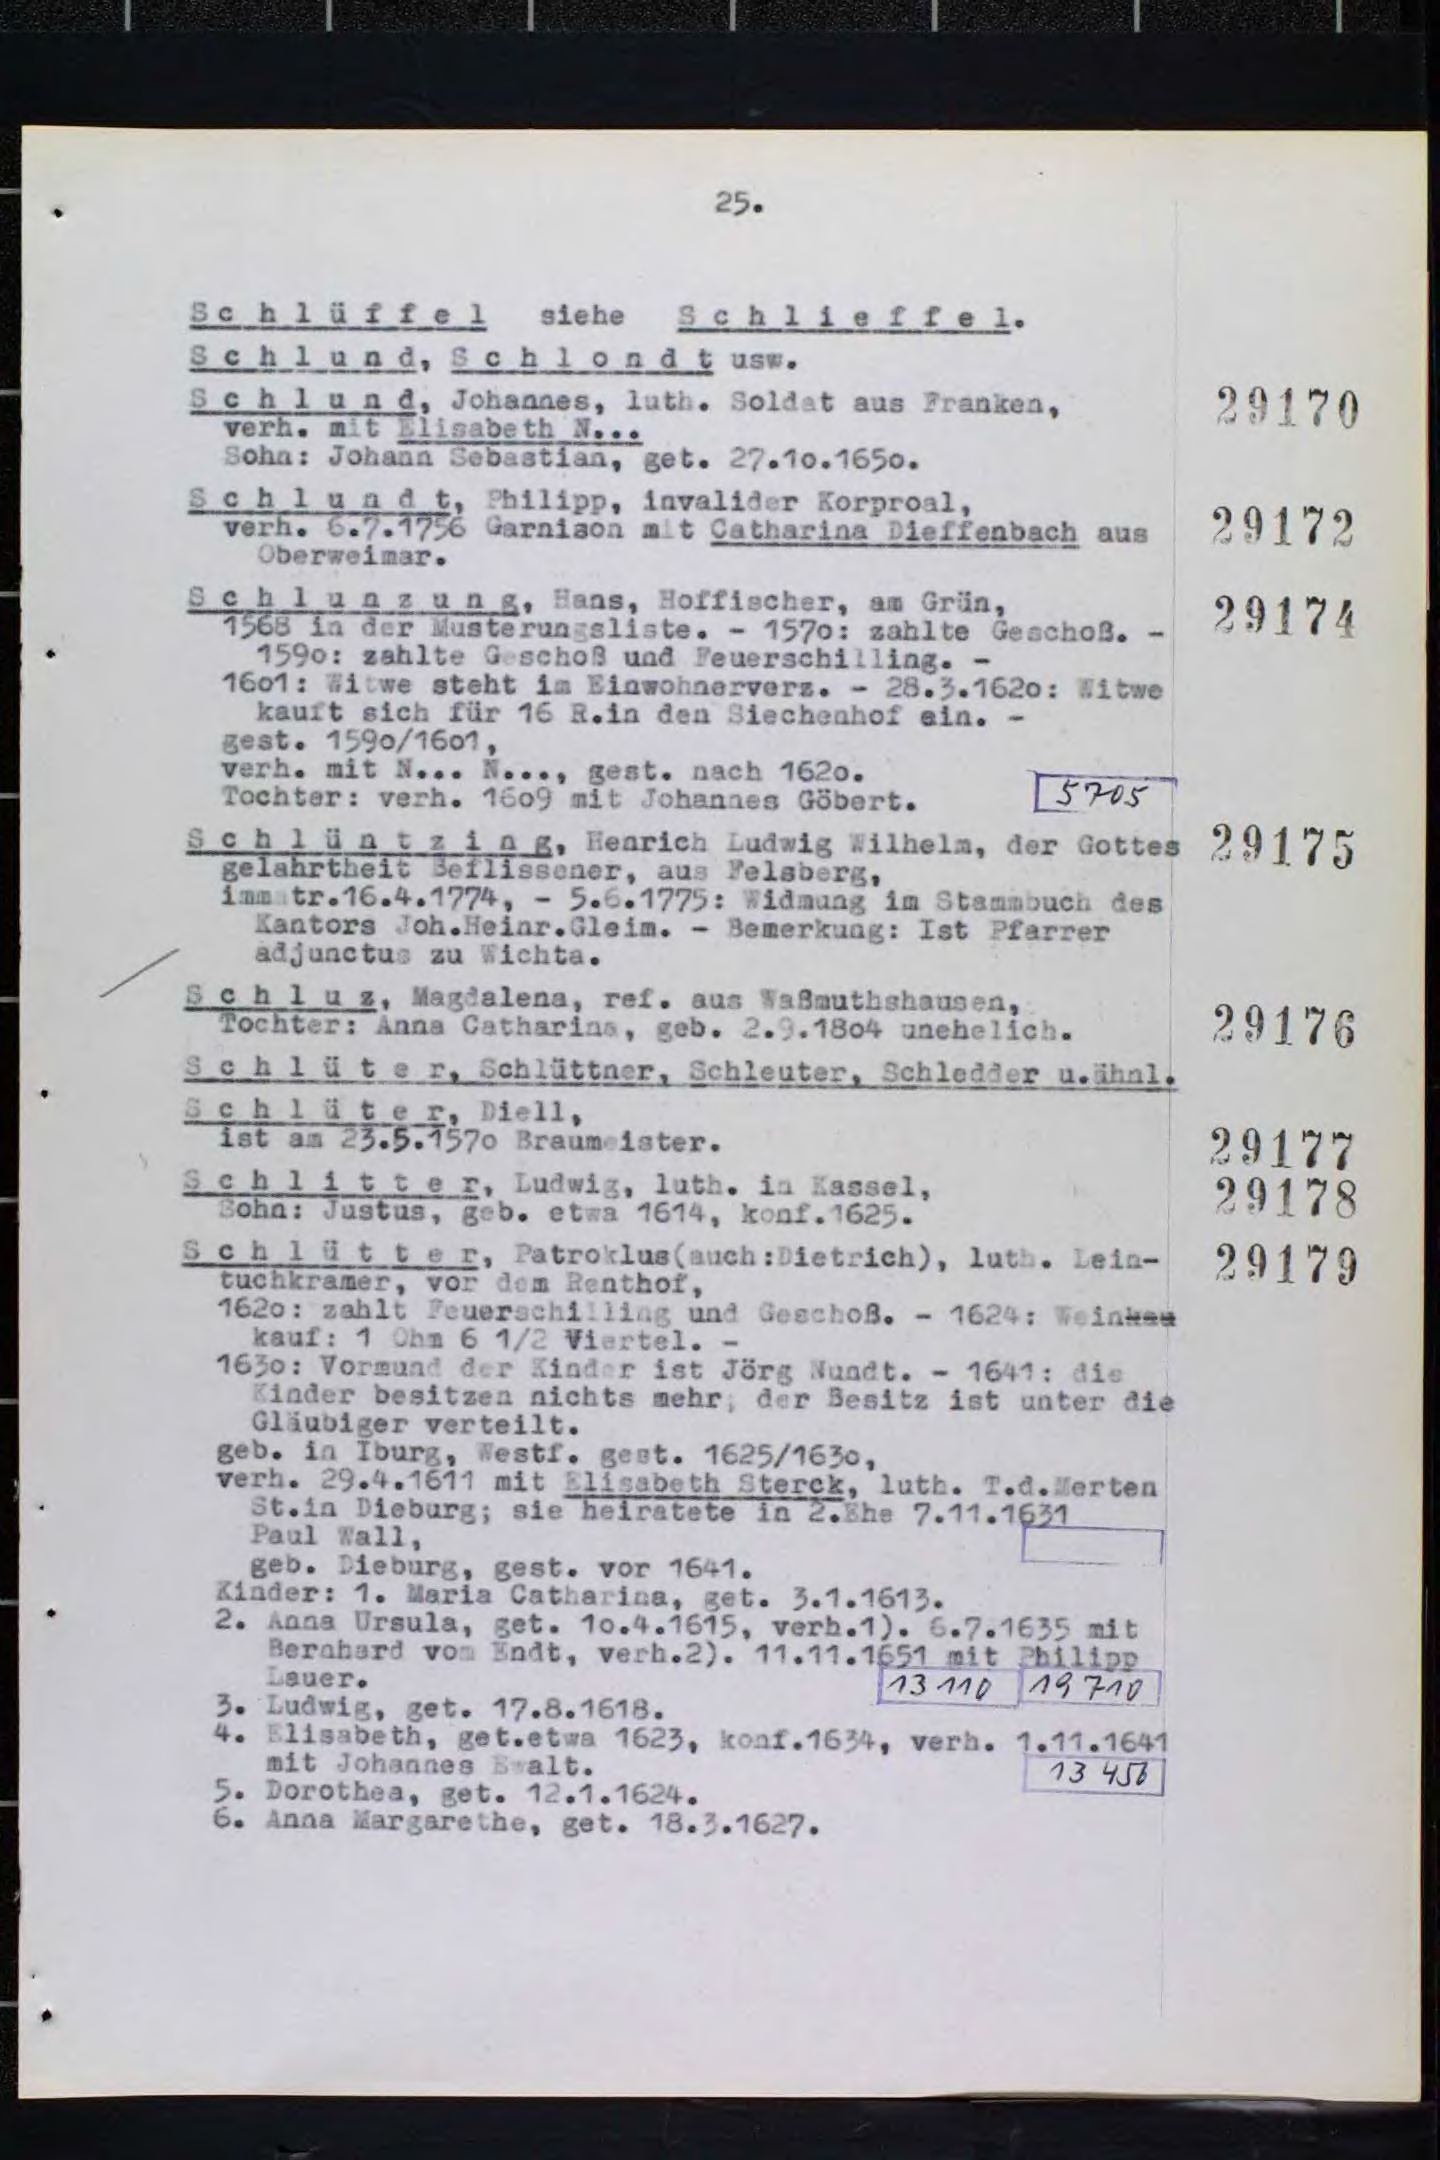 25.
Schlüffel siehe Schlieffel.
Schlund, Schlondt usw.
Schlund, Johannes, luth. Soldat aus Franken, 29170
verh. mit Elisabeth N...
Sohn: Johann Sebastian, get. 27.10.1650.
Schlundt, Philipp, invalider Korproal,
verh. 6.7.1756 Garnison mit Catharina Dieffenbach aus 29172
Oberweimar.
Schlunzung, Hans, Hoffischer, am Grün, 29174
1568 in der Musterungsliste. - 1570: zahlte Geschoß. -
1590: zahlte Geschoß und Feuerschilling. -
1601: Witwe steht im Einwohnerverz. - 28.3.1620: Witwe
kauft sich für 16 R.in den Siechenhof ein. -
gest. 1590/1601,
verh. mit N... N..., gest. nach 1620.
Tochter: verh. 1609 mit Johannes Göbert. 5705
Schlüntzing, Henrich Ludwig Wilhelm, der Gottes 29175
gelahrtheit Beflissener, aus Felsberg,
immatr.16.4.1774, - 5.6.1775: Widmung im Stammbuch des
Kantors Joh.Heinr.Gleim. - Bemerkung: Ist Pfarrer
adjunctus zu Wichta.
Schluz, Magdalena, ref. aus Waßmuthshausen,
Tochter: Anna Catharina, geb. 2.9.1804 unehelich. 29176
Schlüter, Schlüttner, Schleuter, Schledder u.ähnl.
Schlüter, Diell,
ist am 23.5.1570 Braumeister. 29177
Schlitter, Ludwig, luth. in Kassel, 29178
Sohn: Justus, geb. etwa 1614, konf.1625.
Schlütter, Patroklus(auch:Dietrich), luth. Lein- 29179
tuchkramer, vor dem Renthof,
1620: zahlt Feuerschilling und Geschoß. - 1624: Wein
kauf: 1 Ohm 6 1/2 Viertel. -
1630: Vormund der Kinder ist Jörg Nundt. - 1641: die
Kinder besitzen nichts mehr; der Besitz ist unter die
Gläubiger verteilt.
geb. in Iburg, Westf. gest. 1625/1630,
verh. 29.4.1611 mit Elisabeth Sterck, luth. T.d.Merten
St.in Dieburg; sie heiratete in 2.Ehe 7.11.1631
Paul Wall,
geb. Dieburg, gest. vor 1641.
Kinder: 1. Maria Catharina, get. 3.1.1613.
2. Anna Ursula, get. 10.4.1615, verh.1). 6.7.1635 mit
Bernhard vom Endt, verh.2). 11.11.1651 mit Philipp
Lauer. 13 110 19 710
3. Ludwig, get. 17.8.1618.
4. Elisabeth, get.etwa 1623, konf.1634, verh. 1.11.1641
mit Johannes Ewalt. 13 456
5. Dorothea, get. 12.1.1624.
6. Anna Margarethe, get. 18.3.1627.